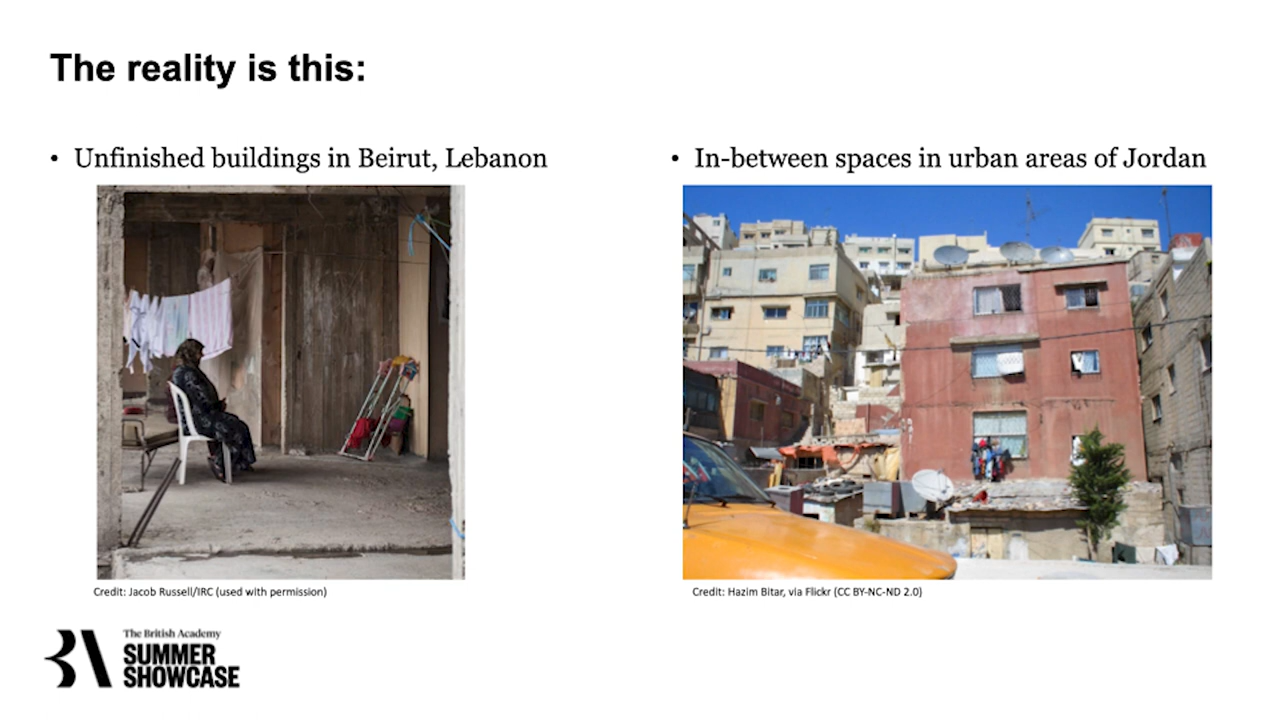 The reality is this:
• Unfinished buildings in Beirut, Lebanon
• In-between spaces in urban areas of Jordan
Credit: Jacob Russell/IRC (used with permission)
Credit: Hazim Bitar, via Flickr (CC BY-NC-ND 2.0)
The British Academy
SUMMER
SHOWCASE